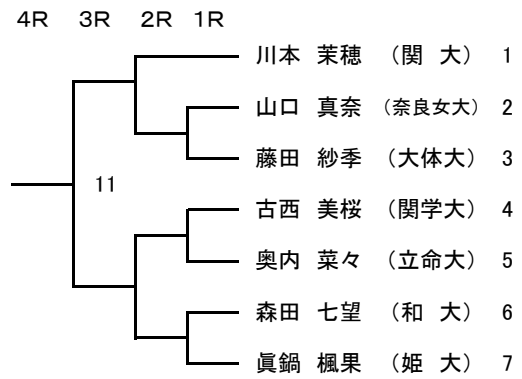 4R 3R 2R 1R
川本 茉穂 （関 大） 1
山口 真奈 （奈良女大） 2
藤田 紗季 （大体大） 3
11
古西 美桜 （関学大） 4
奥内 菜々 （立命大） 5
森田 七望 （和 大） 6
眞鍋 楓果 （姫 大） 7